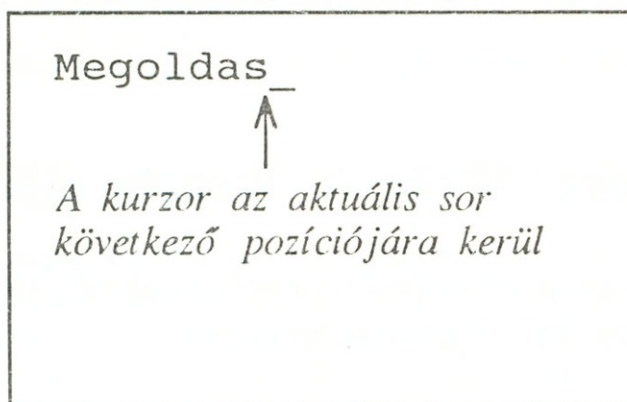 Megoldas_
A kurzor az aktuális sor
következő pozíciójára kerül